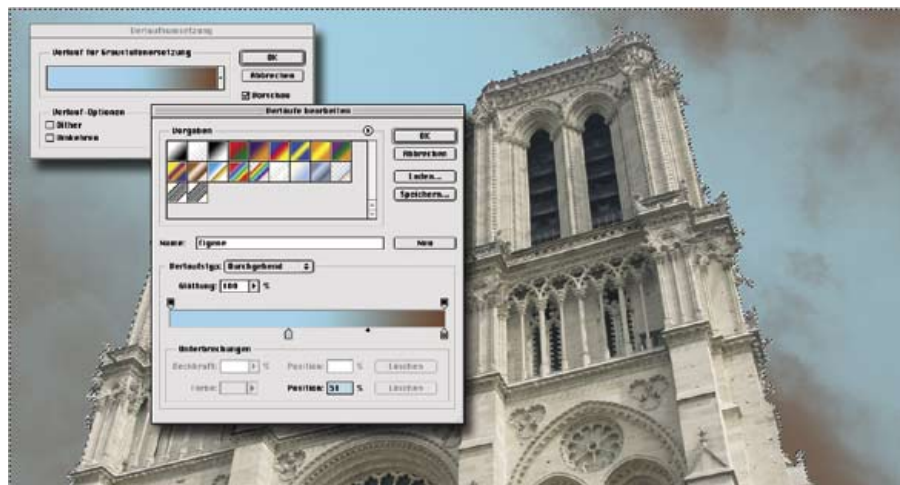 Verlaufsumsetzung
Verlauf für Graustufenersetzung
OK
Abbrechen
Vorschau
Verlauf-Optionen
Dither
Umkehren
Verläufe bearbeiten
Vorgaben
OK
Abbrechen
Laden...
Speichern...
Name: Eigene
Neu
Verlaufstyp: Durchgehend
Glättung: 100 %
Unterbrechungen
Deckkraft: % Position: % Löschen
Farbe: Position: 51 % Löschen